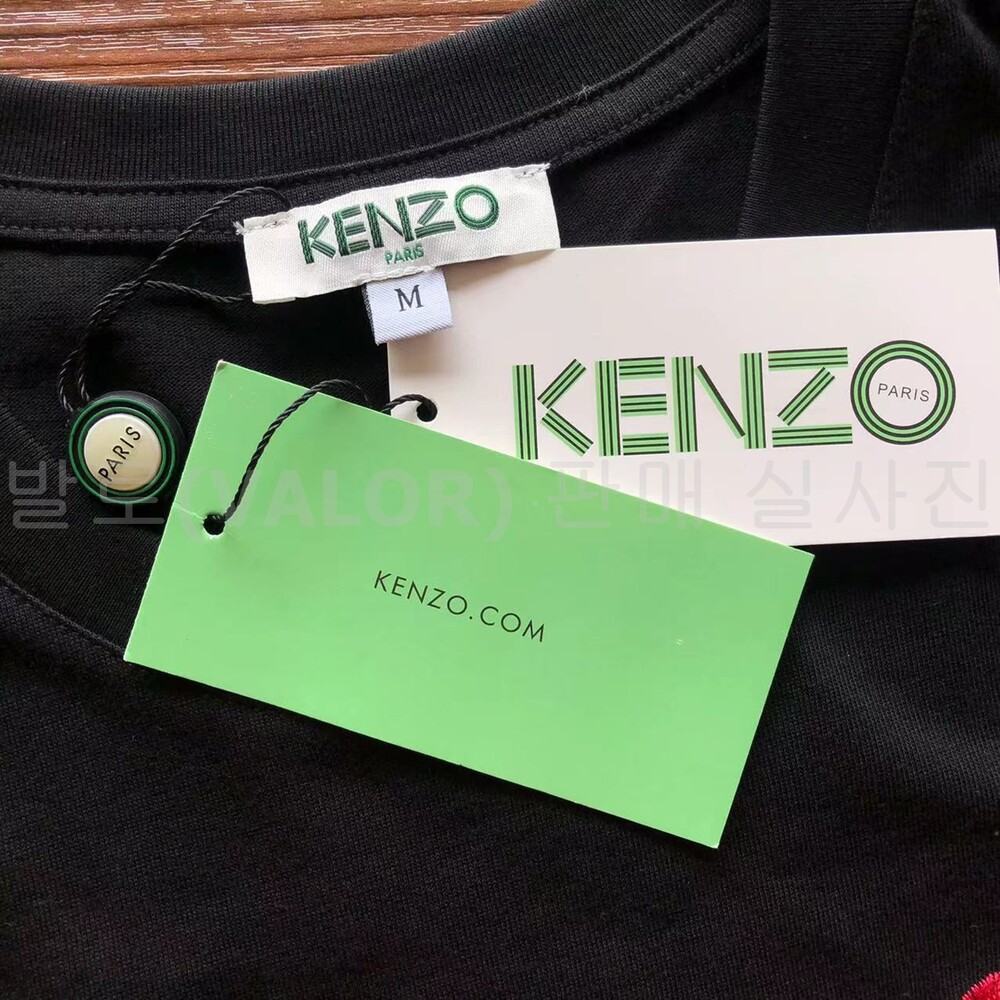 KENZO
PARIS
M
KENZO
PARIS
PARIS
발로(VALOR) 판매 실사진
KENZO.COM